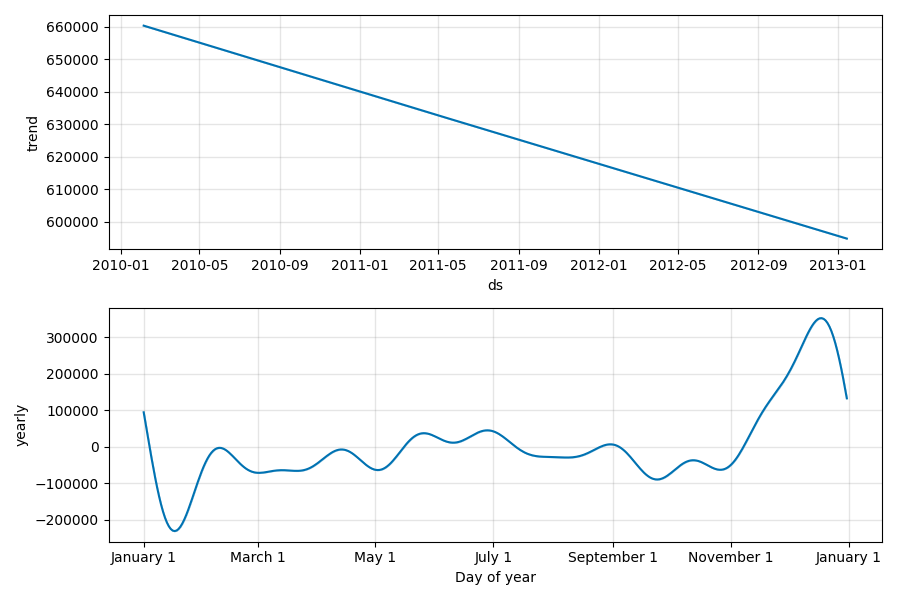 660000
650000
640000
630000
620000
610000
600000
trend
2010-01 2010-05 2010-09 2011-01 2011-05 2011-09 2012-01 2012-05 2012-09 2013-01
ds
300000
200000
100000
0
−100000
−200000
yearly
January 1 March 1 May 1 July 1 September 1 November 1 January 1
Day of year